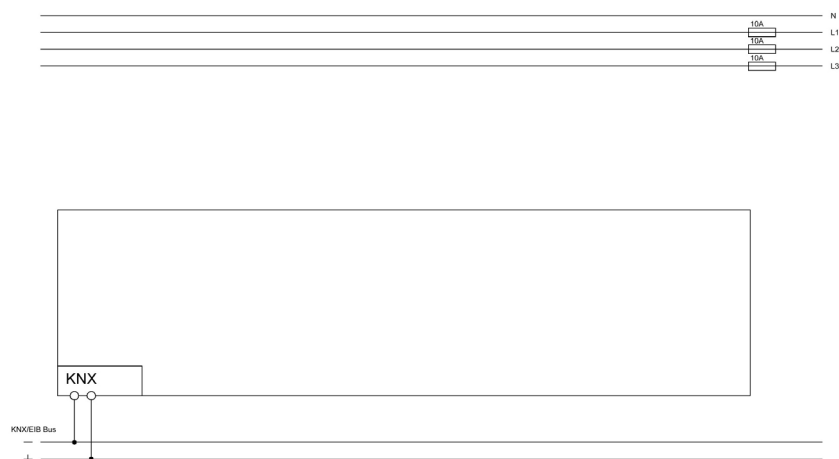 N
10A
L1
10A
L2
10A
L3
KNX
KNX/EIB Bus
—
+